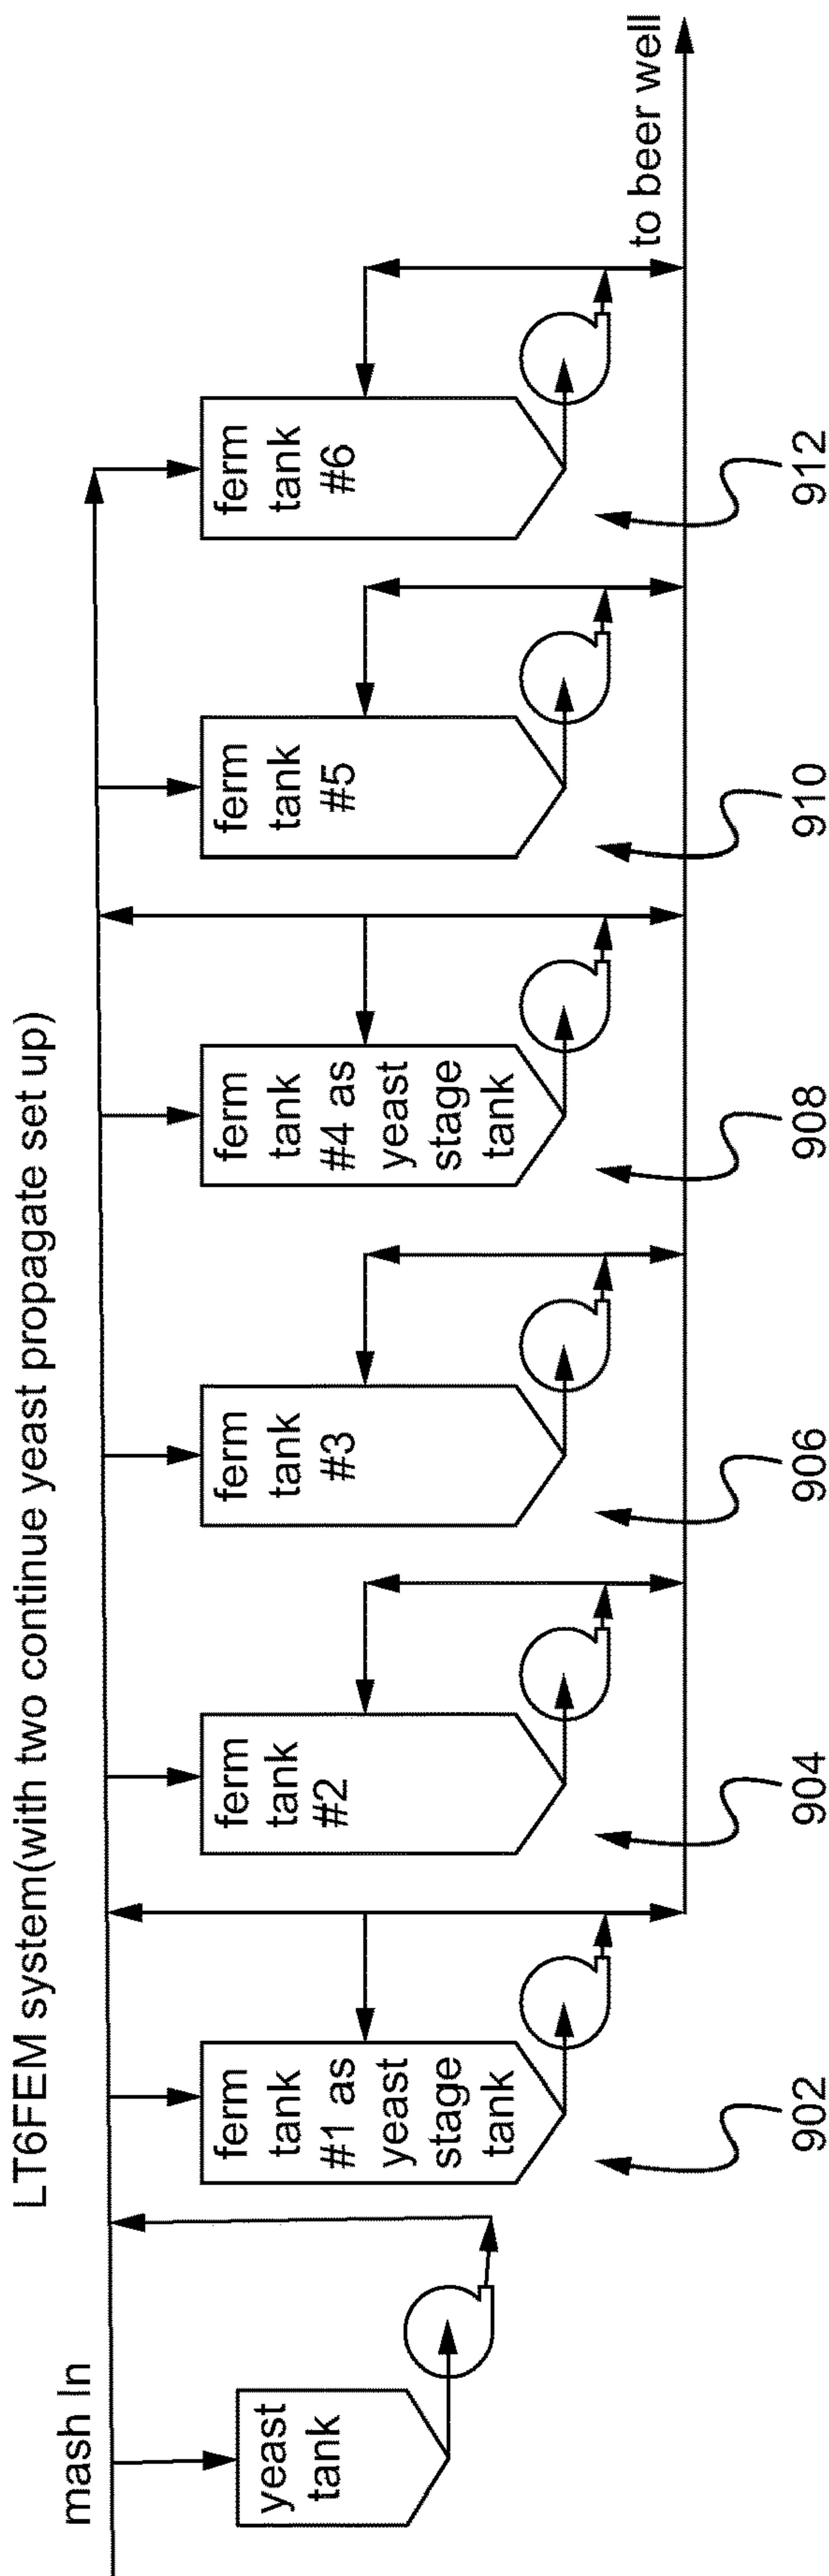 LT6FEM system(with two continue yeast propagate set up)
mash In
yeast
tank
ferm
tank
#1 as
yeast
stage
tank
ferm
tank
#2
ferm
tank
#3
ferm
tank
#4 as
yeast
stage
tank
ferm
tank
#5
ferm
tank
#6
to beer well
902
904
906
908
910
912